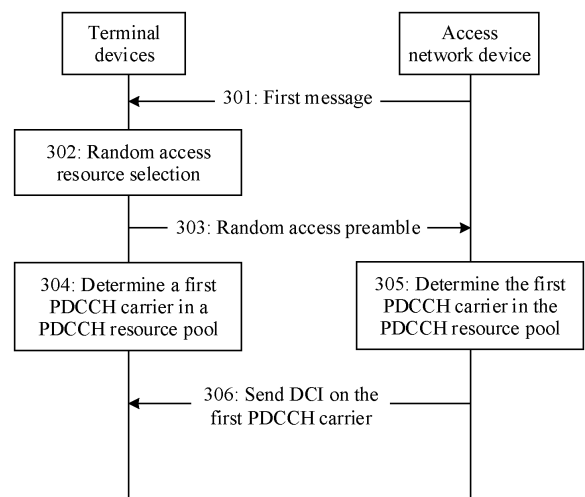 Terminal
devices
Access
network device
301: First message
302: Random access
resource selection
303: Random access preamble
304: Determine a first
PDCCH carrier in a
PDCCH resource pool
305: Determine the first
PDCCH carrier in the
PDCCH resource pool
306: Send DCI on the
first PDCCH carrier